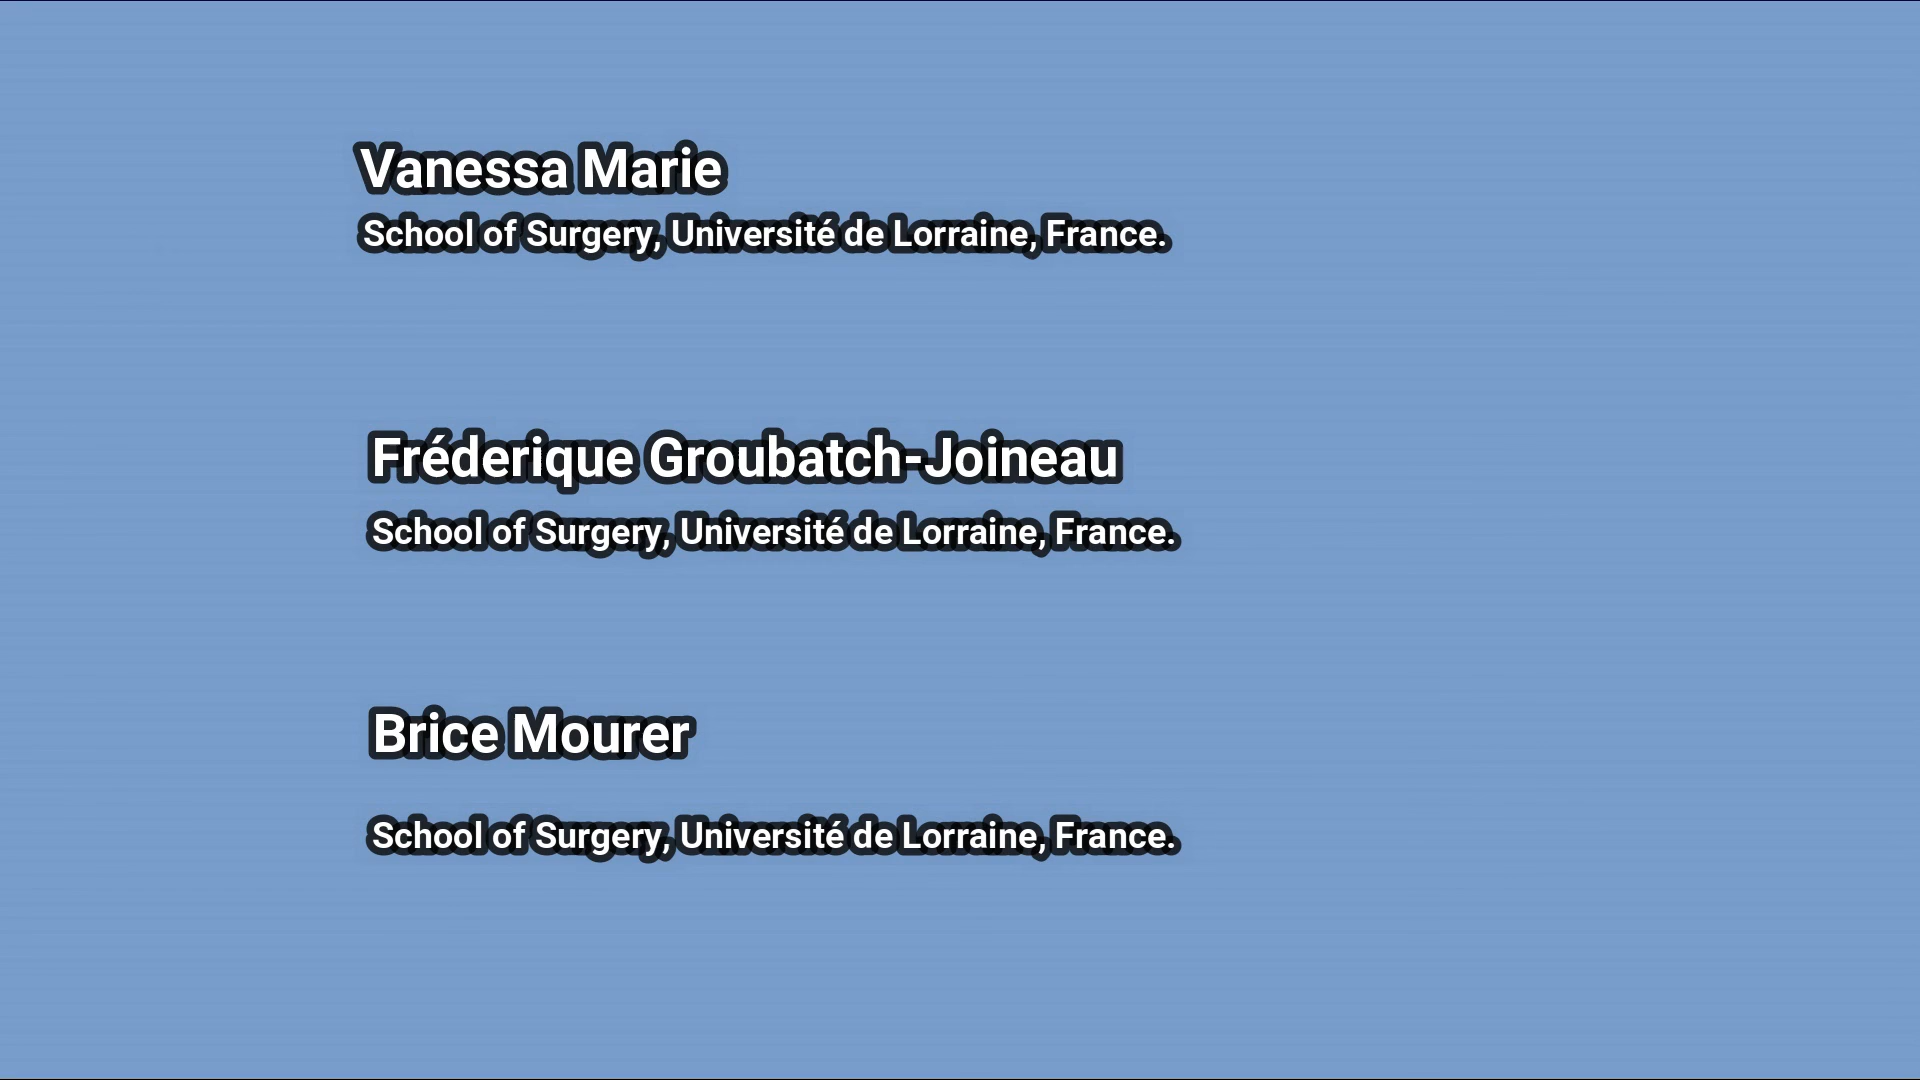 Vanessa Marie
School of Surgery, Université de Lorraine, France.
Fréderique Groubatch-Joineau
School of Surgery, Université de Lorraine, France.
Brice Mourer
School of Surgery, Université de Lorraine, France.